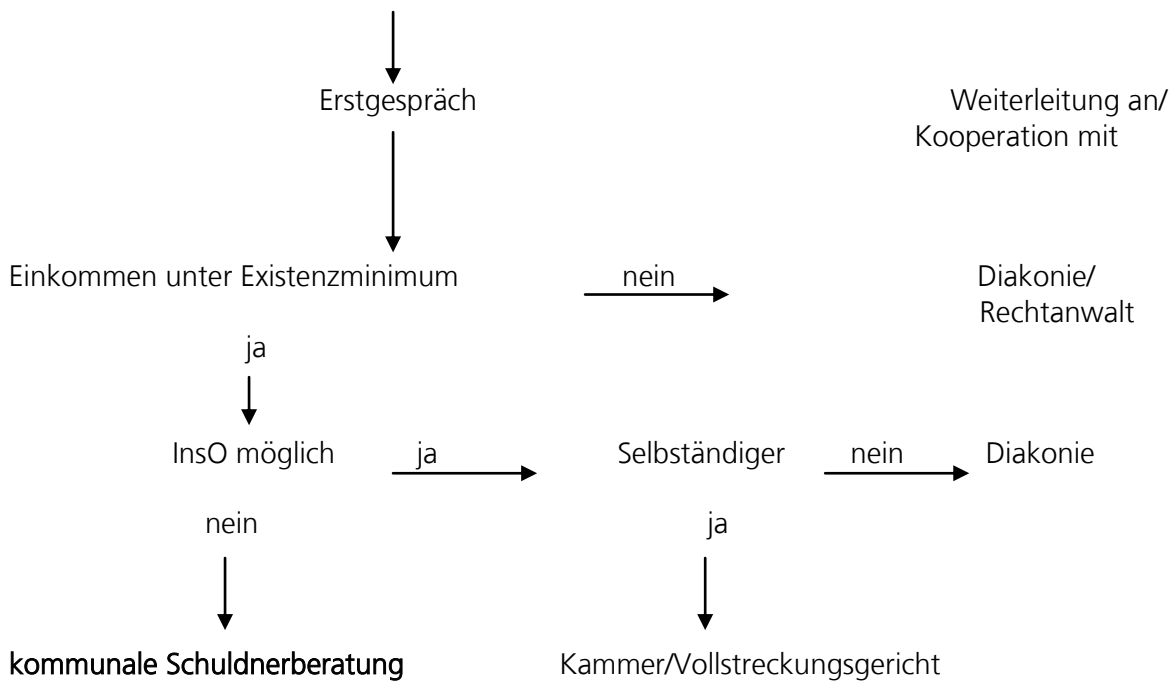 Erstgespräch
Weiterleitung an/
Kooperation mit
Einkommen unter Existenzminimum
nein
Diakonie/
Rechtanwalt
ja
InsO möglich
ja
Selbständiger
nein
Diakonie
nein
ja
kommunale Schuldnerberatung
Kammer/Vollstreckungsgericht